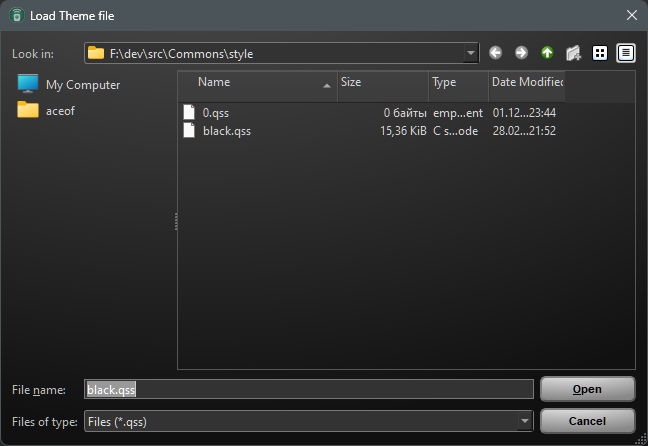 Load Theme file
Look in: F:\dev\src\Commons\style
My Computer
aceof
Name Size Type Date Modified
0.qss 0 байты emp...ent 01.12...23:44
black.qss 15,36 KiB C s...ode 28.02...21:52
File name: black.qss Open
Files of type: Files (*.qss) Cancel